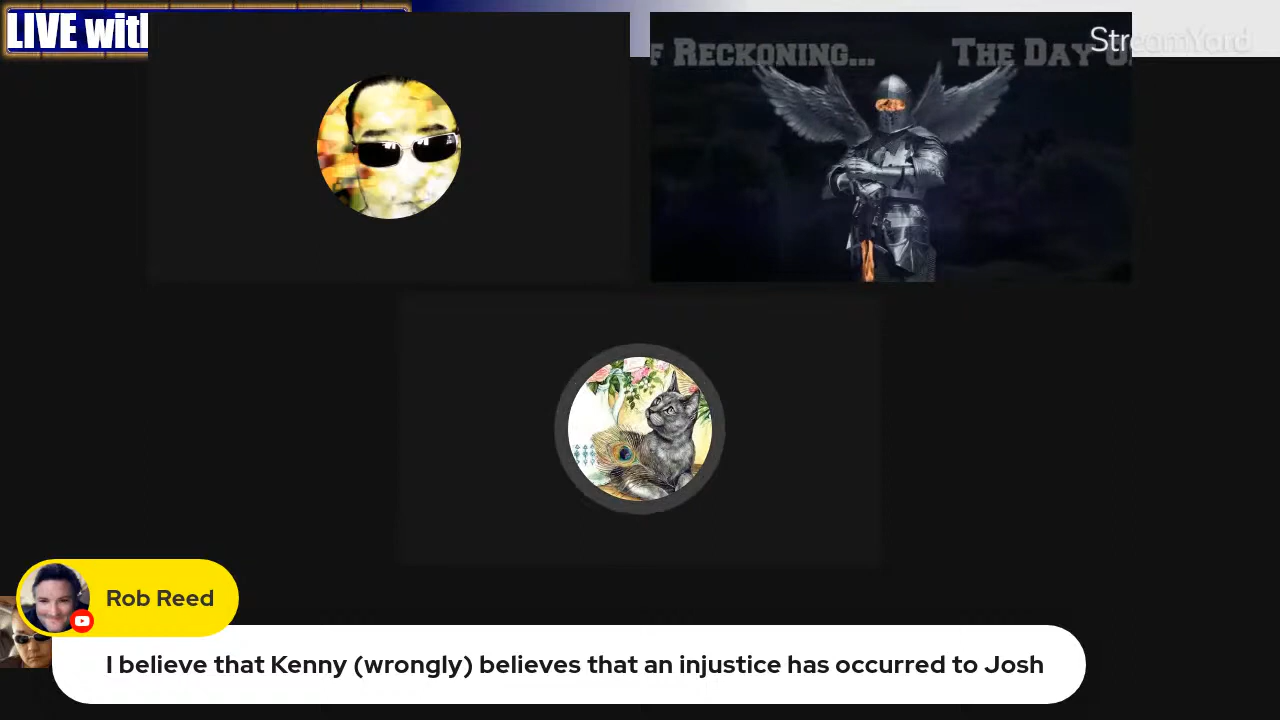 LIVE with
F RECKONING... THE DAY O
StreamYard
Rob Reed
I believe that Kenny (wrongly) believes that an injustice has occurred to Josh